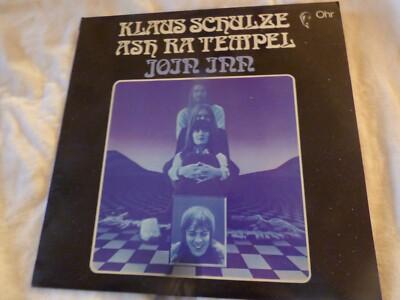 KLAUS SCHULZE
Ohr
ASH RA TEMPEL
JOIN INN